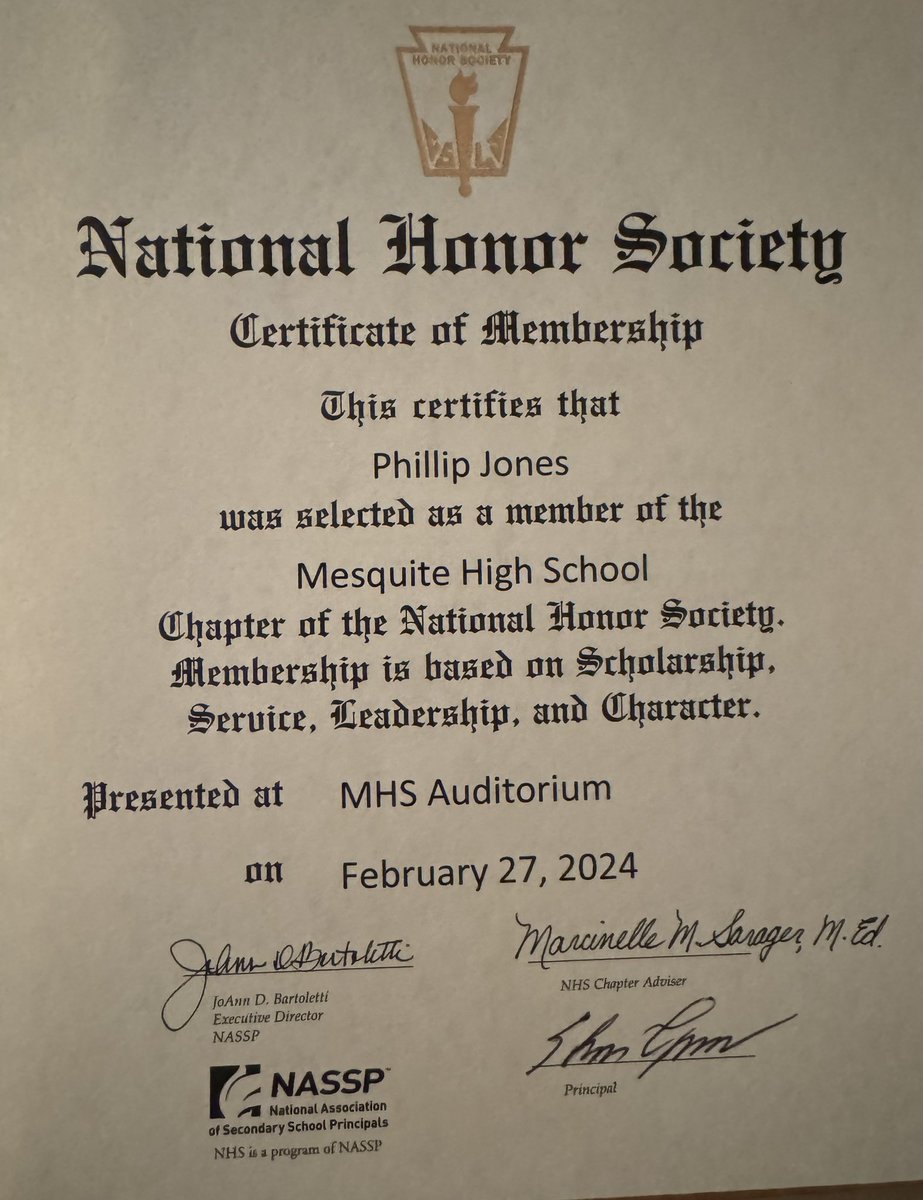 NATIONAL
HONOR SOCIETY
C S L S
National Honor Society
Certificate of Membership
This certifies that
Phillip Jones
was selected as a member of the
Mesquite High School
Chapter of the National Honor Society.
Membership is based on Scholarship,
Service, Leadership, and Character.
Presented at MHS Auditorium
on February 27, 2024
JoAnn D Bartoletti
JoAnn D. Bartoletti
Executive Director
NASSP
Marcinelle M. Sarager, M. Ed.
NHS Chapter Adviser
Principal
NASSP™
National Association
of Secondary School Principals
NHS is a program of NASSP